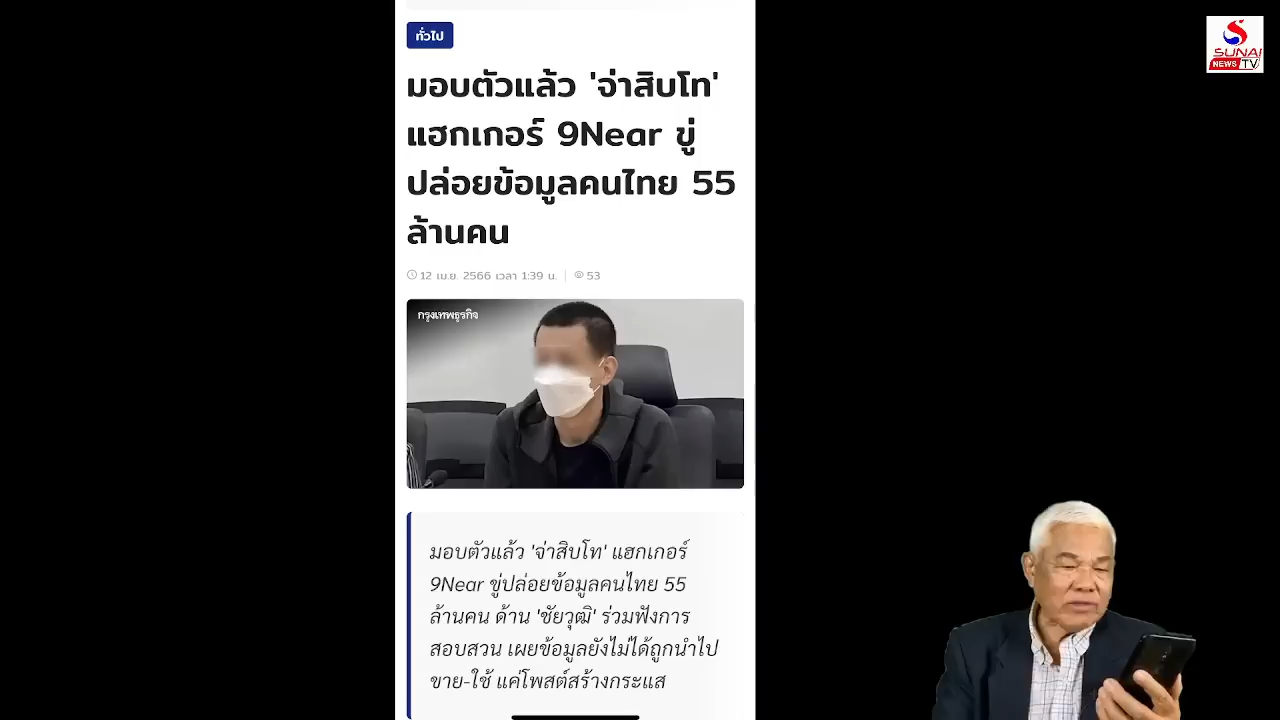 ทั่วไป
มอบตัวแล้ว 'จ่าสิบโท'
แฮกเกอร์ 9Near ขู่
ปล่อยข้อมูลคนไทย 55
ล้านคน
12 เม.ย. 2566 เวลา 1:39 น.
53
กรุงเทพธุรกิจ
มอบตัวแล้ว 'จ่าสิบโท' แฮกเกอร์
9Near ขู่ปล่อยข้อมูลคนไทย 55
ล้านคน ด้าน 'ชัยวุฒิ' ร่วมฟังการ
สอบสวน เผยข้อมูลยังไม่ได้ถูกนำไป
ขาย-ใช้ แค่โพสต์สร้างกระแส
SUNAI
NEWS TV